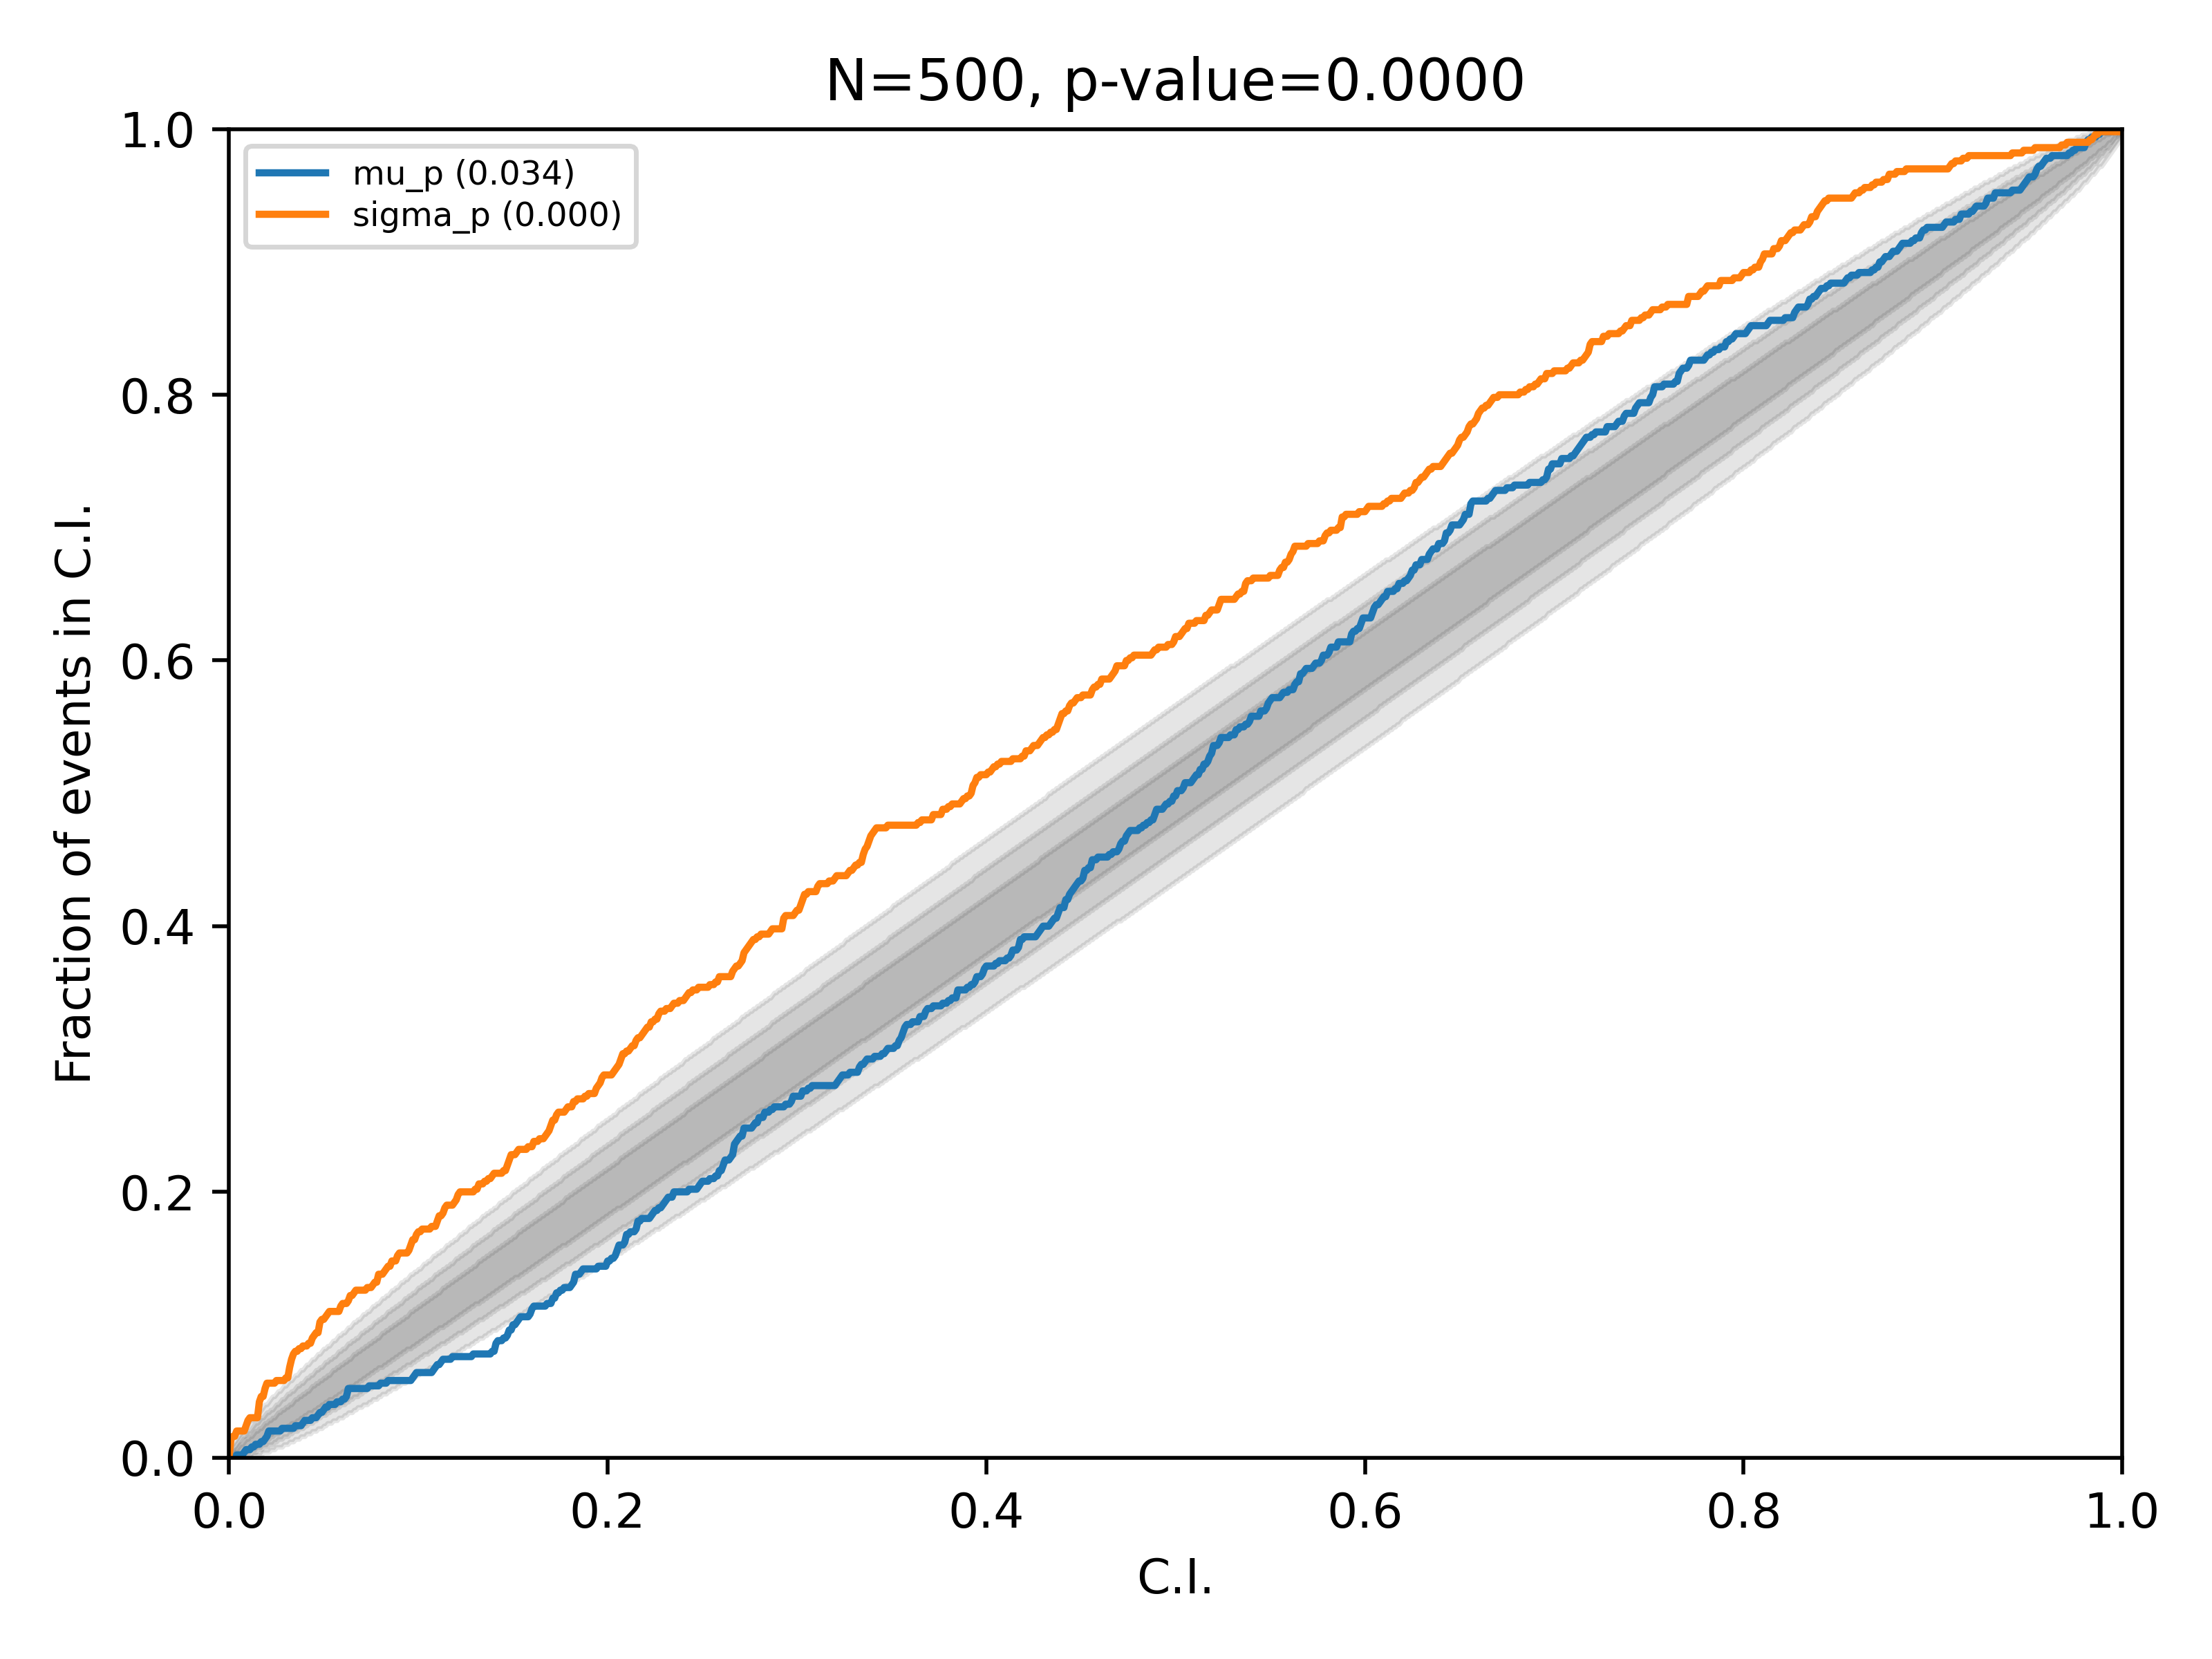 N=500, p-value=0.0000
mu_p (0.034)
sigma_p (0.000)
Fraction of events in C.I.
1.0
0.8
0.6
0.4
0.2
0.0
0.0 0.2 0.4 0.6 0.8 1.0
C.I.